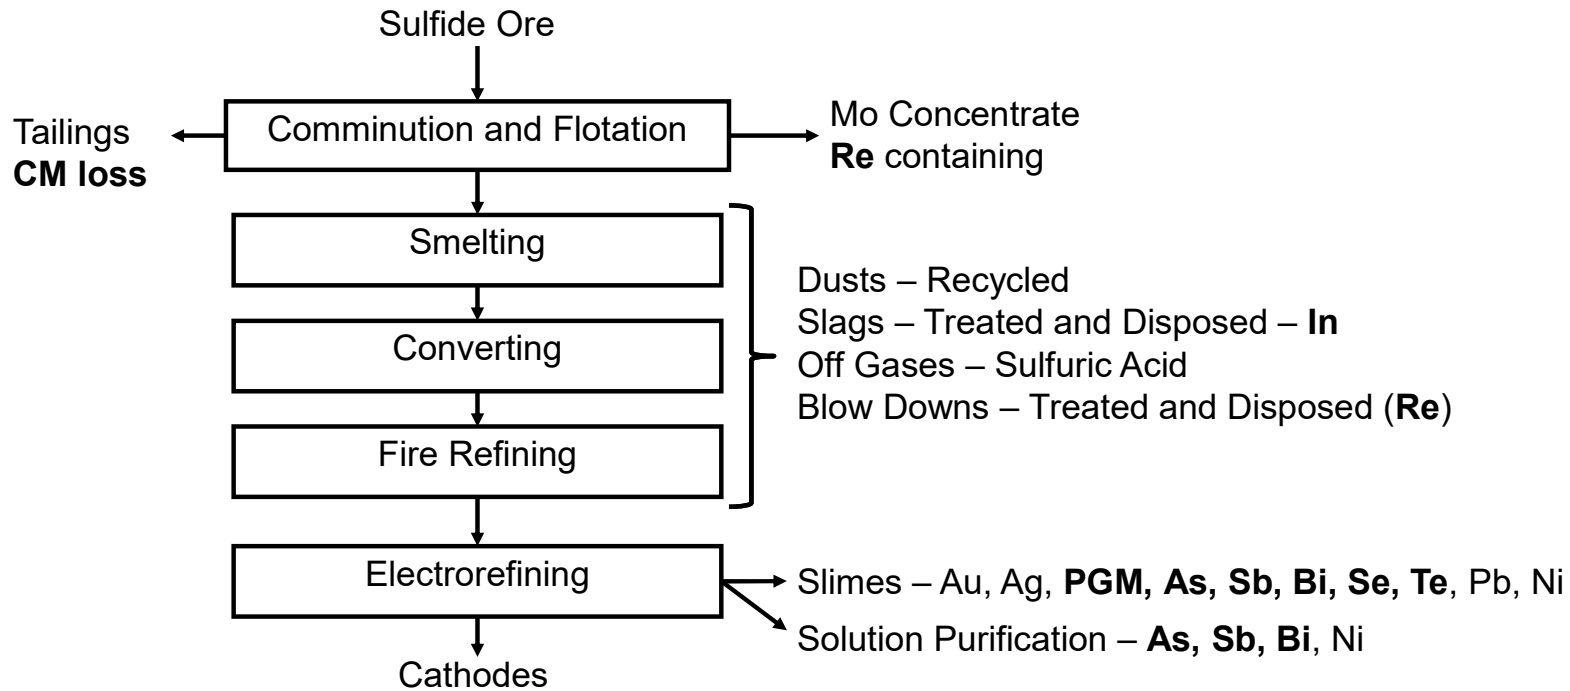 Sulfide Ore
Comminution and Flotation
Tailings
CM loss
Mo Concentrate
Re containing
Smelting
Converting
Fire Refining
Dusts – Recycled
Slags – Treated and Disposed – In
Off Gases – Sulfuric Acid
Blow Downs – Treated and Disposed (Re)
Electrorefining
Slimes – Au, Ag, PGM, As, Sb, Bi, Se, Te, Pb, Ni
Solution Purification – As, Sb, Bi, Ni
Cathodes